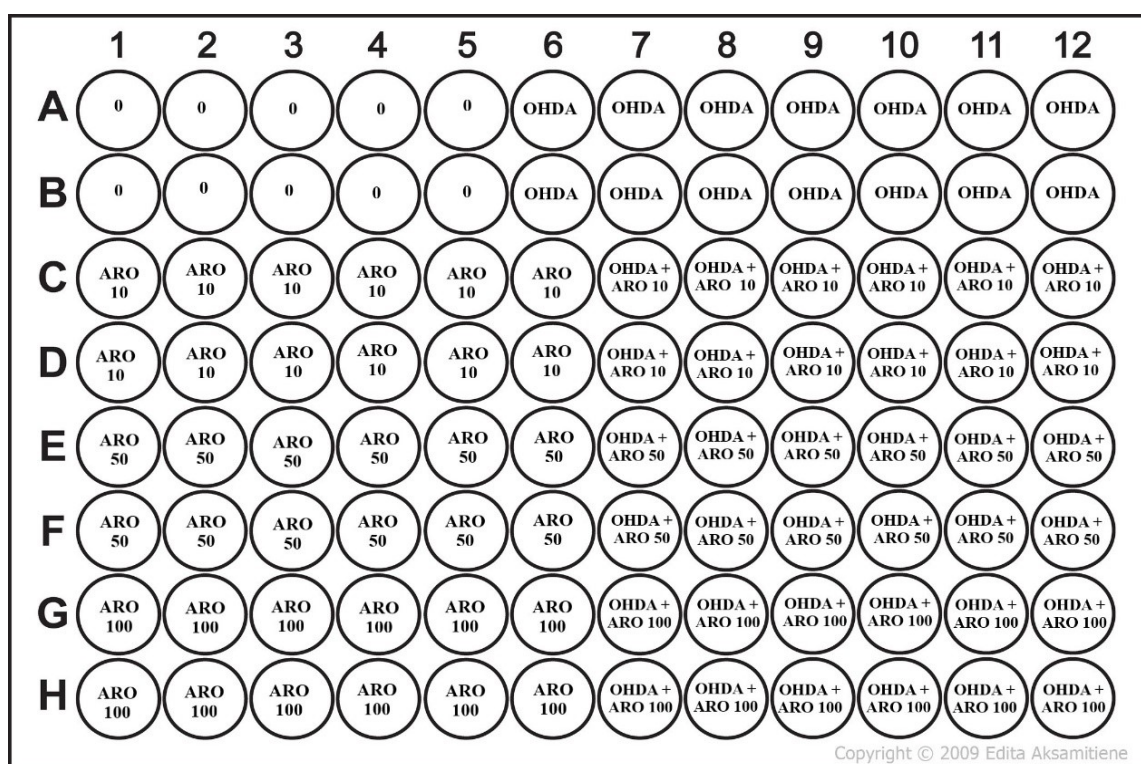 1 2 3 4 5 6 7 8 9 10 11 12
A 0 0 0 0 0 OHDA OHDA OHDA OHDA OHDA OHDA OHDA
B 0 0 0 0 0 OHDA OHDA OHDA OHDA OHDA OHDA OHDA
C ARO ARO ARO ARO ARO ARO OHDA + OHDA + OHDA + OHDA + OHDA + OHDA +
10 10 10 10 10 10 ARO 10 ARO 10 ARO 10 ARO 10 ARO 10 ARO 10
D ARO ARO ARO ARO ARO ARO OHDA + OHDA + OHDA + OHDA + OHDA + OHDA +
10 10 10 10 10 10 ARO 10 ARO 10 ARO 10 ARO 10 ARO 10 ARO 10
E ARO ARO ARO ARO ARO ARO OHDA + OHDA + OHDA + OHDA + OHDA + OHDA +
50 50 50 50 50 50 ARO 50 ARO 50 ARO 50 ARO 50 ARO 50 ARO 50
F ARO ARO ARO ARO ARO ARO OHDA + OHDA + OHDA + OHDA + OHDA + OHDA +
50 50 50 50 50 50 ARO 50 ARO 50 ARO 50 ARO 50 ARO 50 ARO 50
G ARO ARO ARO ARO ARO ARO OHDA + OHDA + OHDA + OHDA + OHDA + OHDA +
100 100 100 100 100 100 ARO 100 ARO 100 ARO 100 ARO 100 ARO 100 ARO 100
H ARO ARO ARO ARO ARO ARO OHDA + OHDA + OHDA + OHDA + OHDA + OHDA +
100 100 100 100 100 100 ARO 100 ARO 100 ARO 100 ARO 100 ARO 100 ARO 100
Copyright © 2009 Edita Aksamitiene